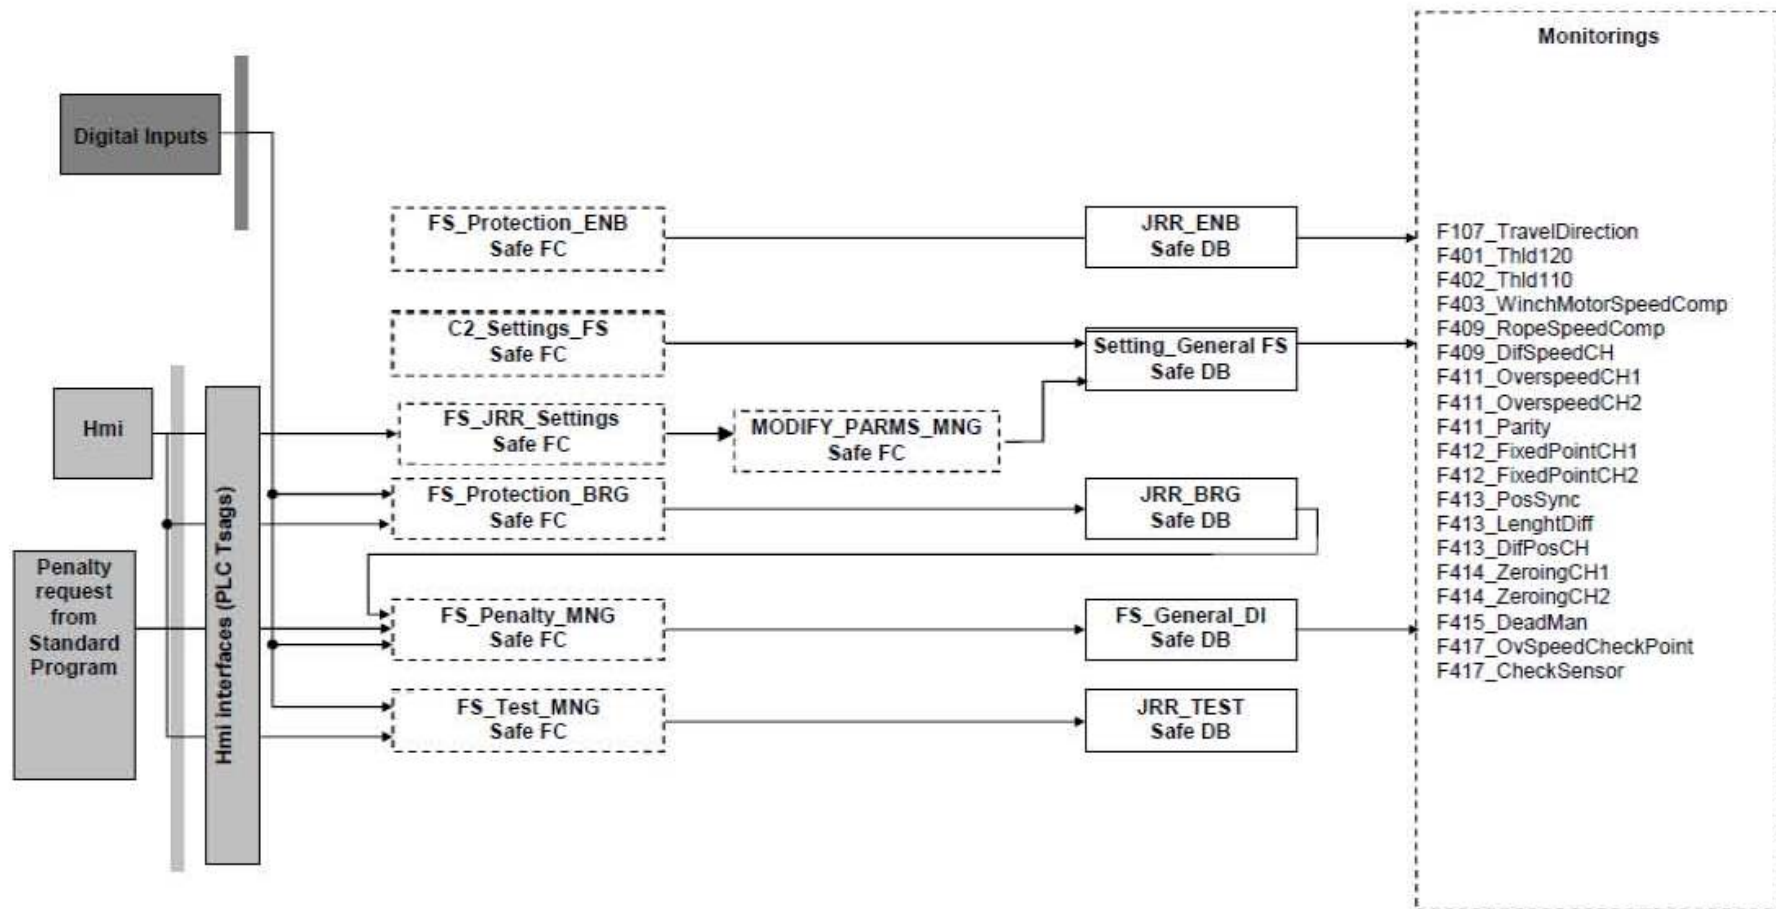 Monitorings
Digital Inputs
FS_Protection_ENB
Safe FC
JRR_ENB
Safe DB
C2_Settings_FS
Safe FC
Setting_General FS
Safe DB
Hmi
FS_JRR_Settings
Safe FC
MODIFY_PARMS_MNG
Safe FC
FS_Protection_BRG
Safe FC
JRR_BRG
Safe DB
Hmi interfaces (PLC Tsags)
Penalty
request
from
Standard
Program
FS_Penalty_MNG
Safe FC
FS_General_DI
Safe DB
FS_Test_MNG
Safe FC
JRR_TEST
Safe DB
F107_TravelDirection
F401_Thld120
F402_Thld110
F403_WinchMotorSpeedComp
F409_RopeSpeedComp
F409_DifSpeedCH
F411_OverspeedCH1
F411_OverspeedCH2
F411_Parity
F412_FixedPointCH1
F412_FixedPointCH2
F413_PosSync
F413_LenghtDiff
F413_DifPosCH
F414_ZeroingCH1
F414_ZeroingCH2
F415_DeadMan
F417_OvSpeedCheckPoint
F417_CheckSensor